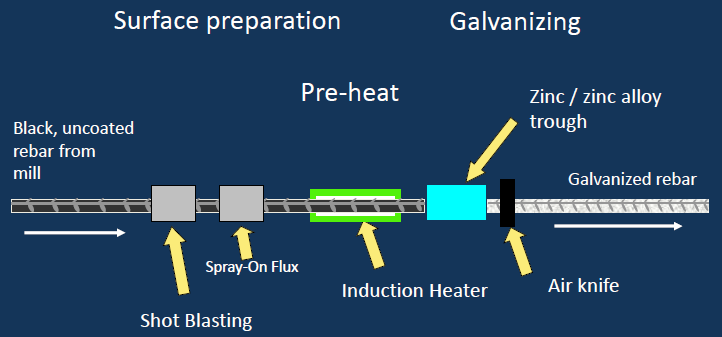 Surface preparation
Galvanizing
Pre-heat
Zinc / zinc alloy
trough
Black, uncoated
rebar from
mill
Galvanized rebar
Spray-On Flux
Induction Heater
Air knife
Shot Blasting